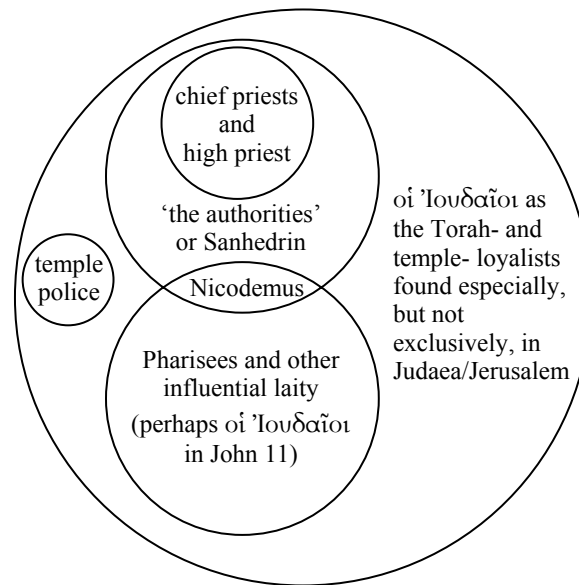 chief priests
and
high priest
‘the authorities’
or Sanhedrin
temple
police
Nicodemus
Pharisees and other
influential laity
(perhaps οἱ Ἰουδαῖοι
in John 11)
οἱ Ἰουδαῖοι as
the Torah- and
temple- loyalists
found especially,
but not
exclusively, in
Judaea/Jerusalem